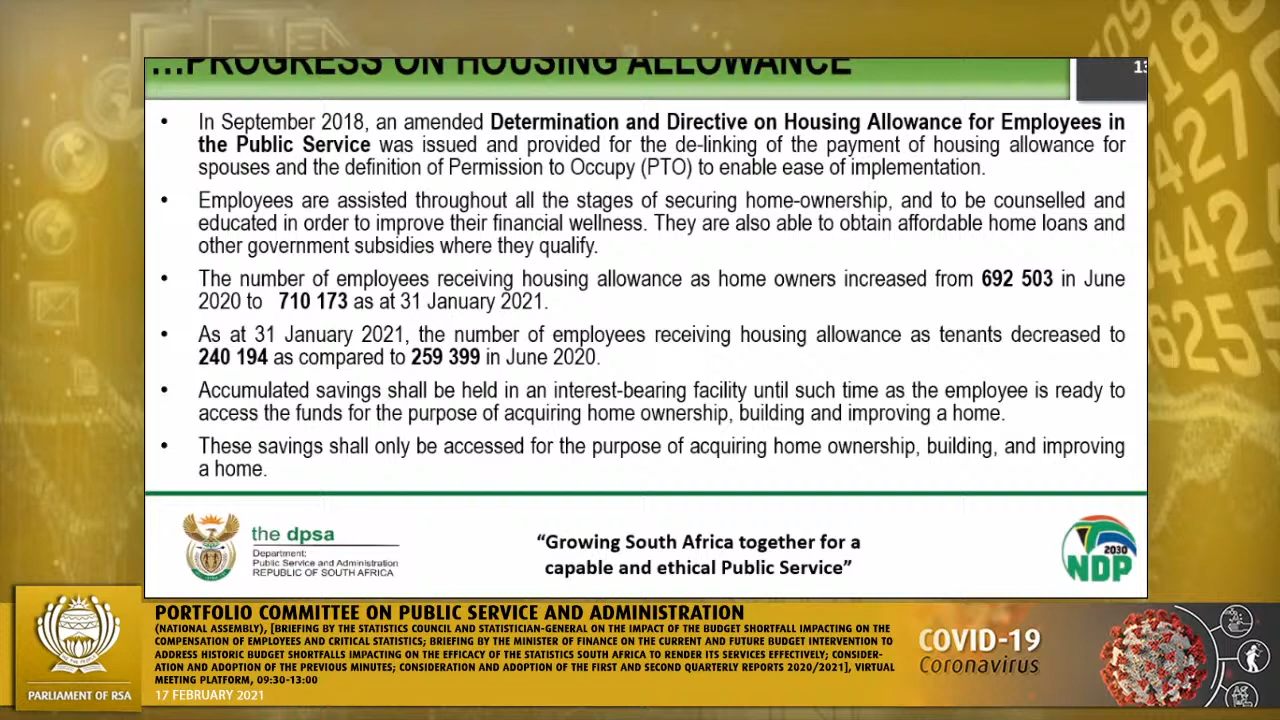 ...PROGRESS ON HOUSING ALLOWANCE
• In September 2018, an amended Determination and Directive on Housing Allowance for Employees in
the Public Service was issued and provided for the de-linking of the payment of housing allowance for
spouses and the definition of Permission to Occupy (PTO) to enable ease of implementation.
• Employees are assisted throughout all the stages of securing home-ownership, and to be counselled and
educated in order to improve their financial wellness. They are also able to obtain affordable home loans and
other government subsidies where they qualify.
• The number of employees receiving housing allowance as home owners increased from 692 503 in June
2020 to 710 173 as at 31 January 2021.
• As at 31 January 2021, the number of employees receiving housing allowance as tenants decreased to
240 194 as compared to 259 399 in June 2020.
• Accumulated savings shall be held in an interest-bearing facility until such time as the employee is ready to
access the funds for the purpose of acquiring home ownership, building and improving a home.
• These savings shall only be accessed for the purpose of acquiring home ownership, building, and improving
a home.
the dpsa
Department:
Public Service and Administration
REPUBLIC OF SOUTH AFRICA
“Growing South Africa together for a
capable and ethical Public Service”
2030
NDP
PORTFOLIO COMMITTEE ON PUBLIC SERVICE AND ADMINISTRATION
(NATIONAL ASSEMBLY), [BRIEFING BY THE STATISTICS COUNCIL AND STATISTICIAN-GENERAL ON THE IMPACT OF THE BUDGET SHORTFALL IMPACTING ON THE
COMPENSATION OF EMPLOYEES AND CRITICAL STATISTICS; BRIEFING BY THE MINISTER OF FINANCE ON THE CURRENT AND FUTURE BUDGET INTERVENTION TO
ADDRESS HISTORIC BUDGET SHORTFALLS IMPACTING ON THE EFFICACY OF THE STATISTICS SOUTH AFRICA TO RENDER ITS SERVICES EFFECTIVELY; CONSIDER-
ATION AND ADOPTION OF THE PREVIOUS MINUTES; CONSIDERATION AND ADOPTION OF THE FIRST AND SECOND QUARTERLY REPORTS 2020/2021], VIRTUAL
MEETING PLATFORM, 09:30-13:00
17 FEBRUARY 2021
PARLIAMENT OF RSA
COVID-19
Coronavirus